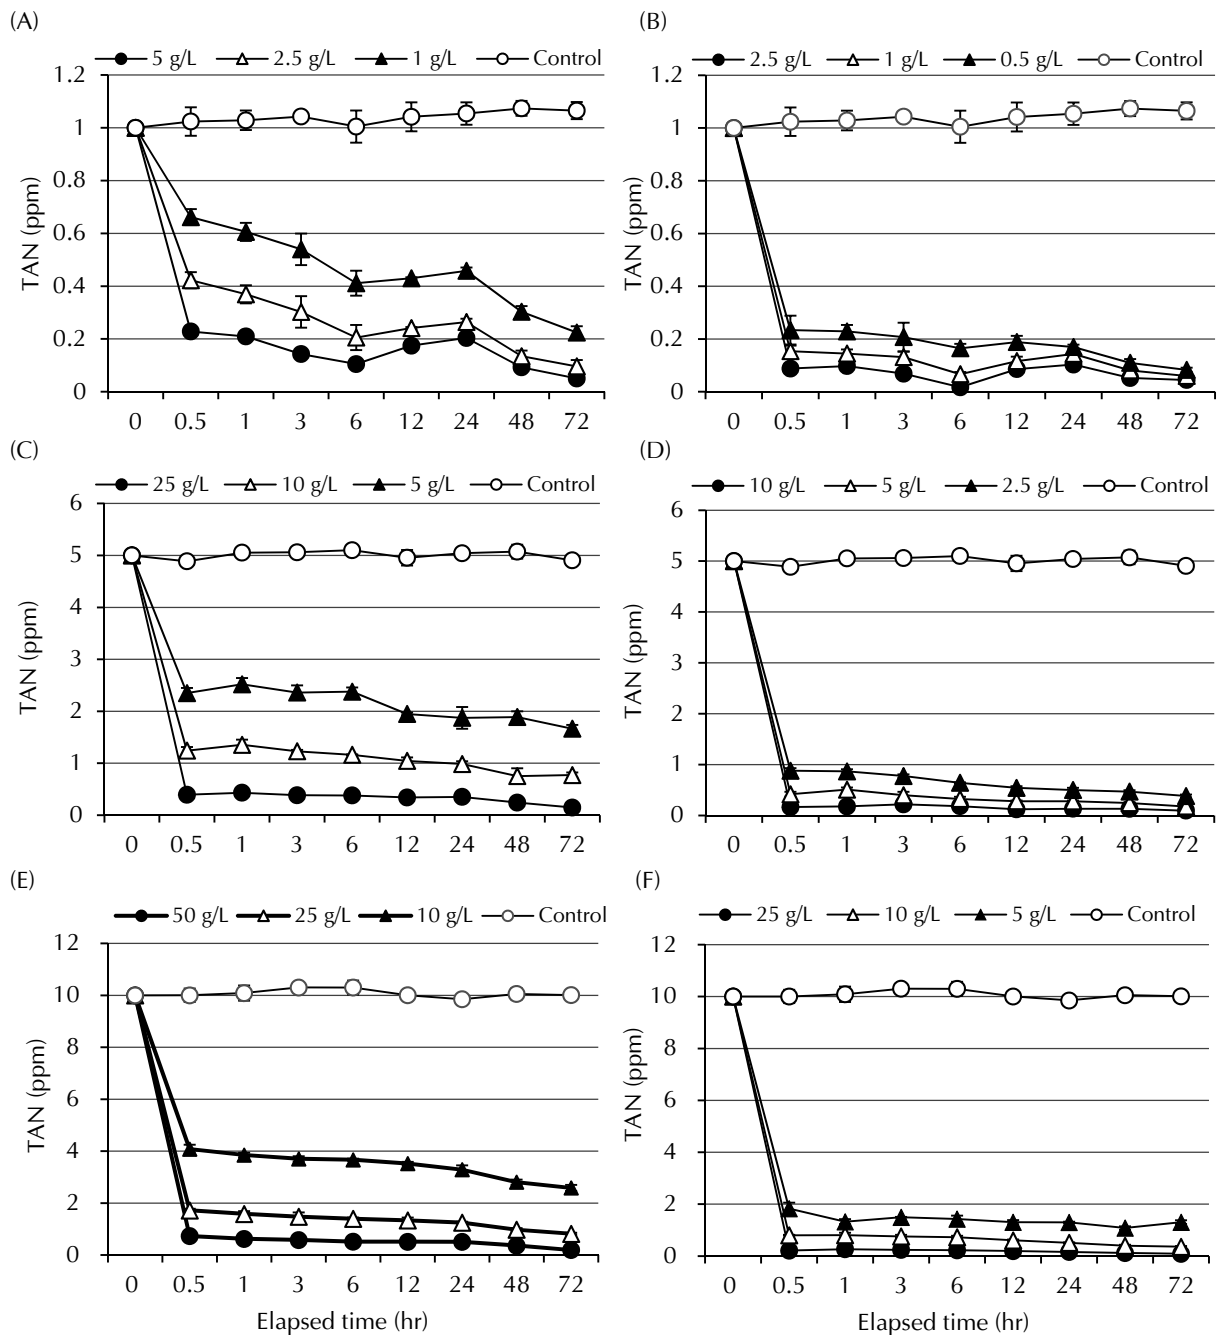 (A)
5 g/L 2.5 g/L 1 g/L Control
1.2
1
0.8
0.6
0.4
0.2
0
TAN (ppm)
0 0.5 1 3 6 12 24 48 72
(B)
2.5 g/L 1 g/L 0.5 g/L Control
1.2
1
0.8
0.6
0.4
0.2
0
TAN (ppm)
0 0.5 1 3 6 12 24 48 72
(C)
25 g/L 10 g/L 5 g/L Control
6
5
4
3
2
1
0
TAN (ppm)
0 0.5 1 3 6 12 24 48 72
(D)
10 g/L 5 g/L 2.5 g/L Control
6
5
4
3
2
1
0
TAN (ppm)
0 0.5 1 3 6 12 24 48 72
(E)
50 g/L 25 g/L 10 g/L Control
12
10
8
6
4
2
0
TAN (ppm)
0 0.5 1 3 6 12 24 48 72
Elapsed time (hr)
(F)
25 g/L 10 g/L 5 g/L Control
12
10
8
6
4
2
0
TAN (ppm)
0 0.5 1 3 6 12 24 48 72
Elapsed time (hr)